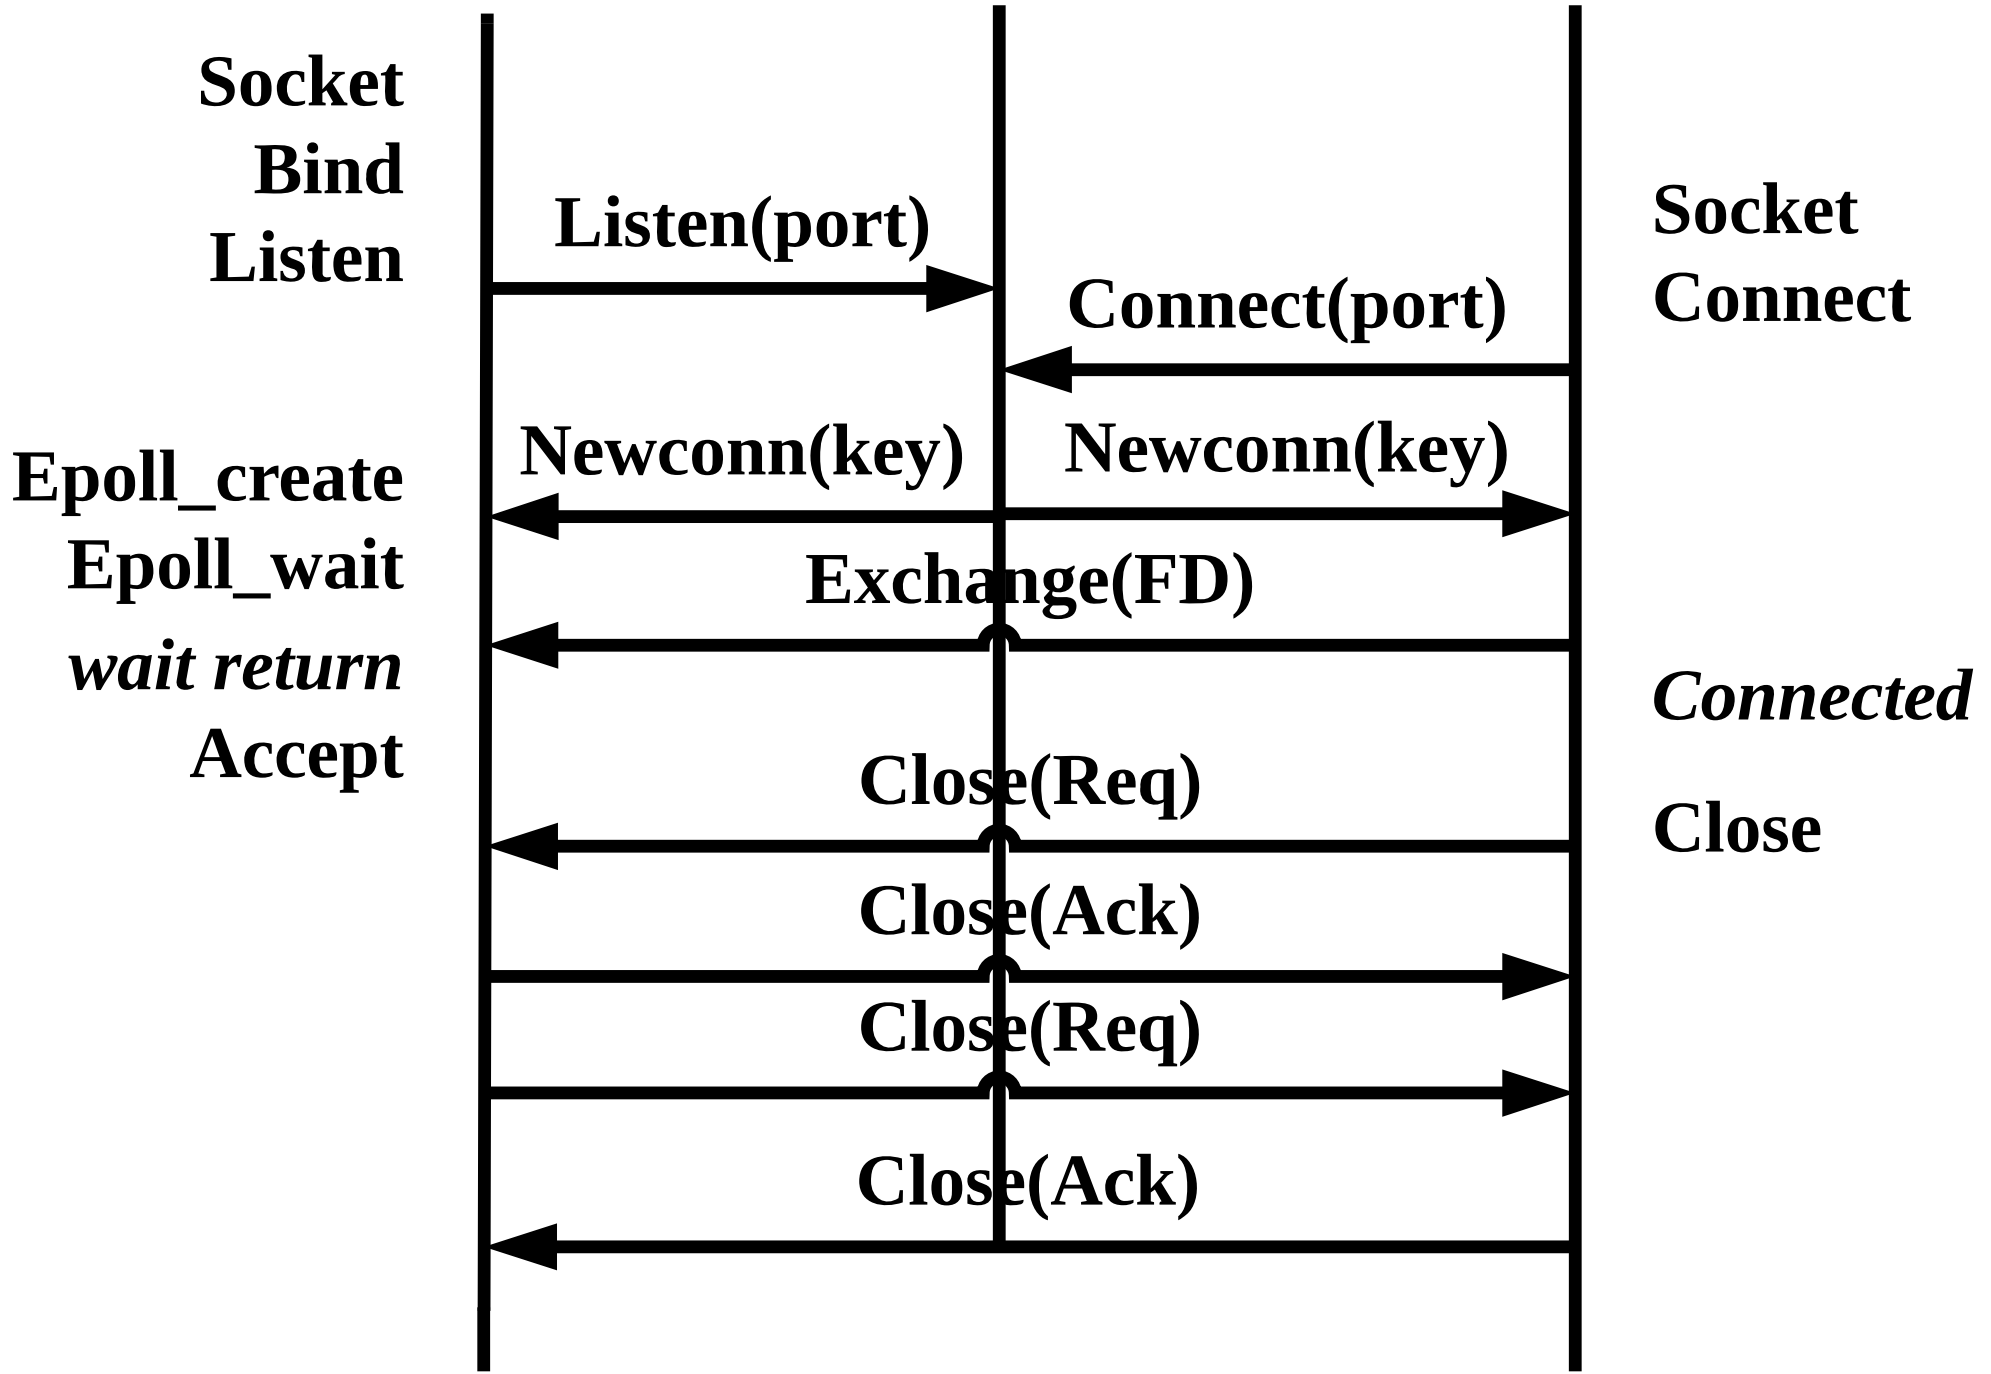 Socket
Bind
Listen
Listen(port)
Socket
Connect
Connect(port)
Newconn(key)
Newconn(key)
Epoll_create
Epoll_wait
Exchange(FD)
wait return
Accept
Connected
Close(Req)
Close
Close(Ack)
Close(Req)
Close(Ack)